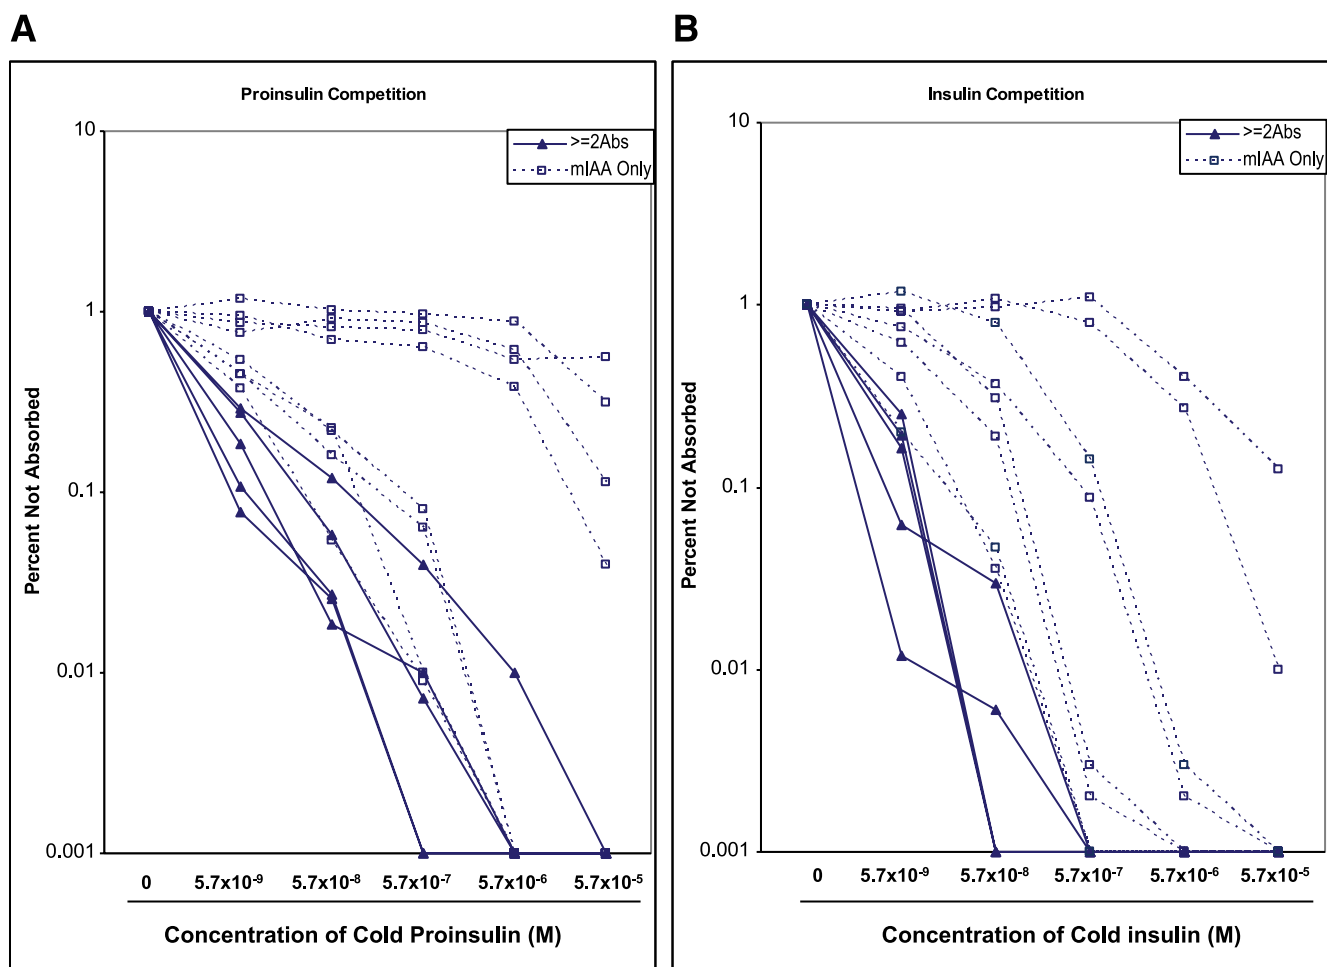 A
Proinsulin Competition
>=2Abs
mIAA Only
10
1
0.1
0.01
0.001
Percent Not Absorbed
0 5.7x10-9 5.7x10-8 5.7x10-7 5.7x10-6 5.7x10-5
Concentration of Cold Proinsulin (M)
B
Insulin Competition
>=2Abs
mIAA Only
10
1
0.1
0.01
0.001
Percent Not Absorbed
0 5.7x10-9 5.7x10-8 5.7x10-7 5.7x10-6 5.7x10-5
Concentration of Cold insulin (M)